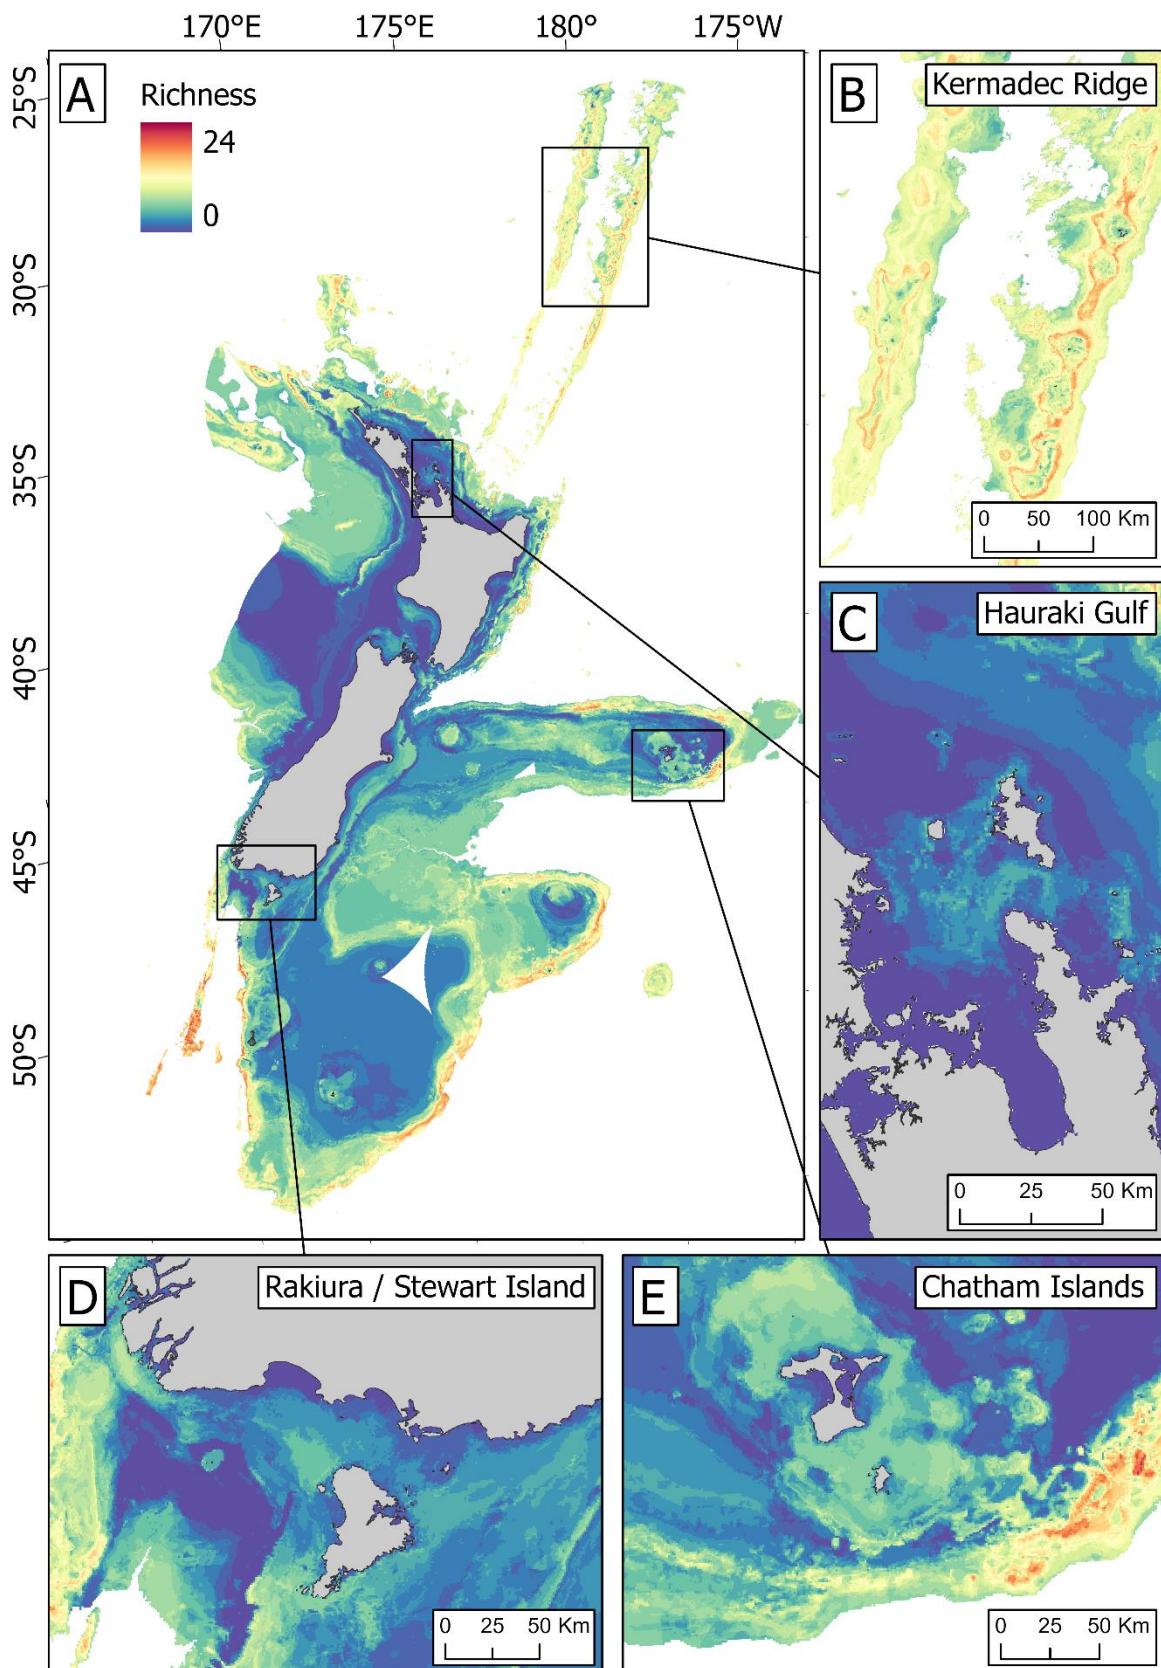 170°E 175°E 180° 175°W
A
Richness
24
0
25°S
30°S
35°S
40°S
45°S
50°S
B
Kermadec Ridge
0 50 100 Km
C
Hauraki Gulf
0 25 50 Km
D
Rakiura / Stewart Island
0 25 50 Km
E
Chatham Islands
0 25 50 Km